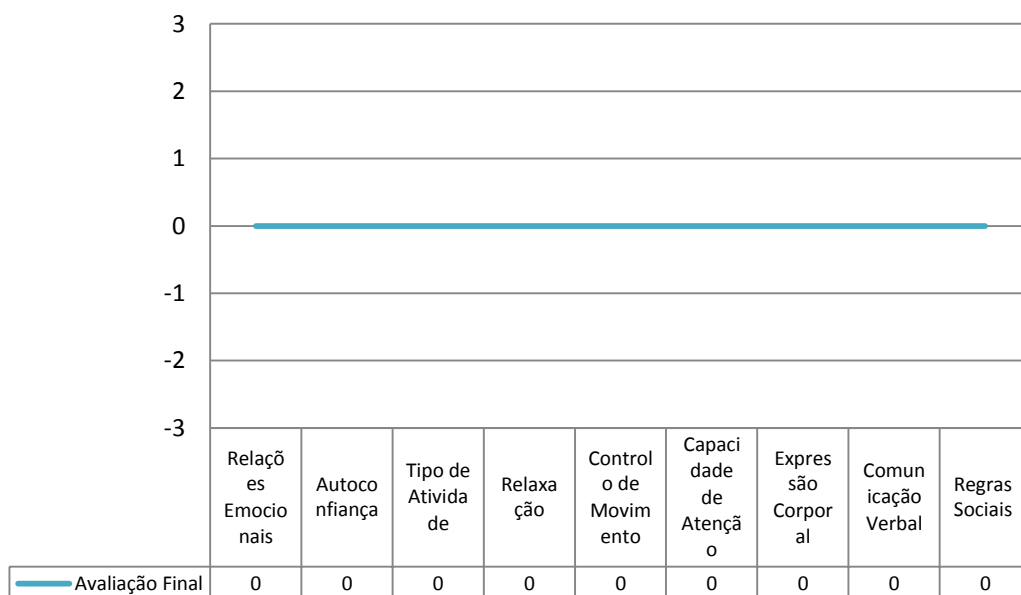 3
2
1
0
-1
-2
-3
Relaçõ
es
Emocio
nais
Autoco
nfiança
Tipo de
Ativida
de
Relaxa
ção
Control
o de
Movim
ento
Capaci
dade
de
Atençã
o
Expres
são
Corpor
al
Comun
icação
Verbal
Regras
Sociais
Avaliação Final 0 0 0 0 0 0 0 0 0